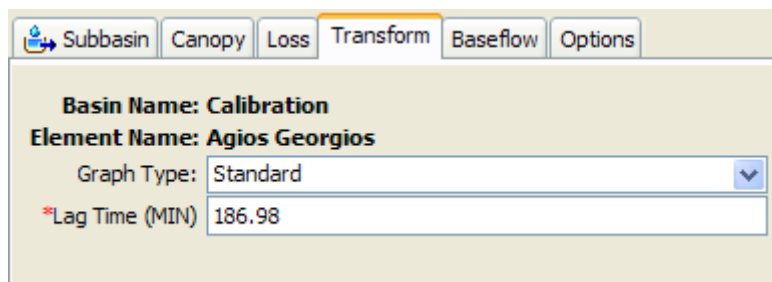 Subbasin Canopy Loss Transform Baseflow Options
Basin Name: Calibration
Element Name: Agios Georgios
Graph Type: Standard
*Lag Time (MIN) 186.98